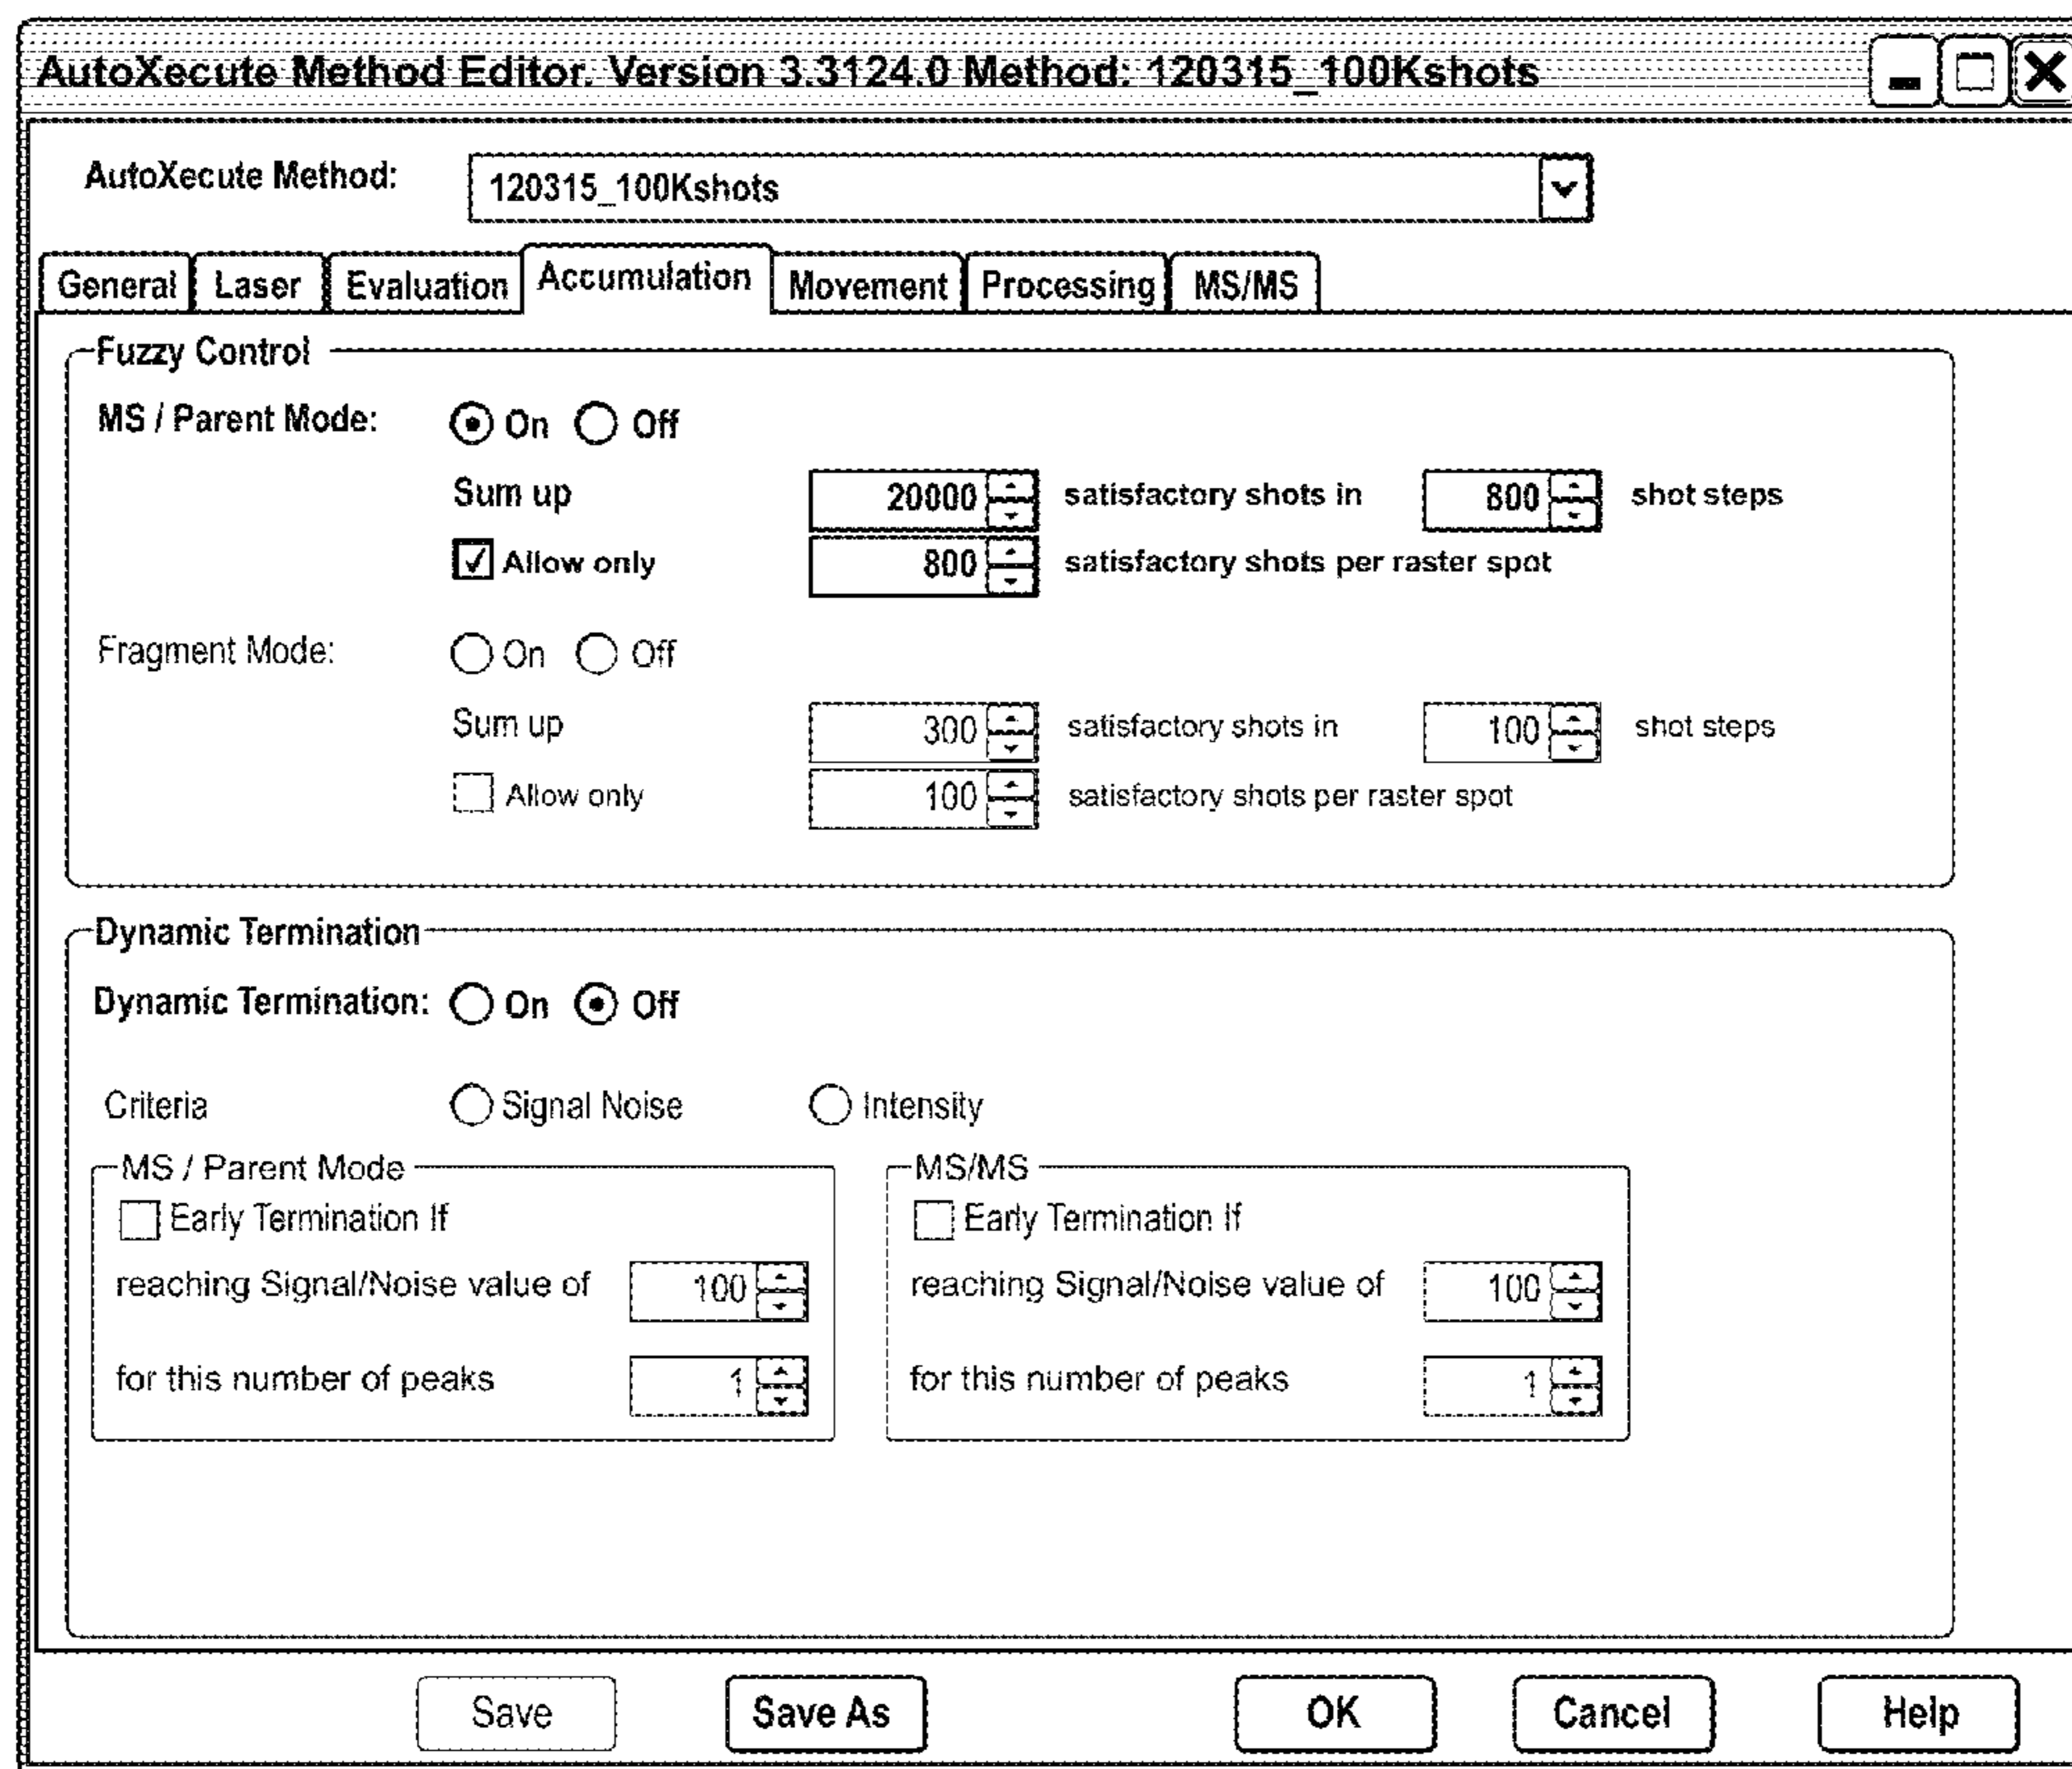 AutoXecute Method Editor. Version 3.3124.0 Method: 120315_100Kshots
AutoXecute Method: 120315_100Kshots
General Laser Evaluation Accumulation Movement Processing MS/MS
Fuzzy Control
MS / Parent Mode: On Off
Sum up 20000 satisfactory shots in 800 shot steps
Allow only 800 satisfactory shots per raster spot
Fragment Mode: On Off
Sum up 300 satisfactory shots in 100 shot steps
Allow only 100 satisfactory shots per raster spot
Dynamic Termination
Dynamic Termination: On Off
Criteria Signal Noise Intensity
MS / Parent Mode MS/MS
Early Termination If Early Termination If
reaching Signal/Noise value of 100 reaching Signal/Noise value of 100
for this number of peaks 1 for this number of peaks 1
Save Save As OK Cancel Help